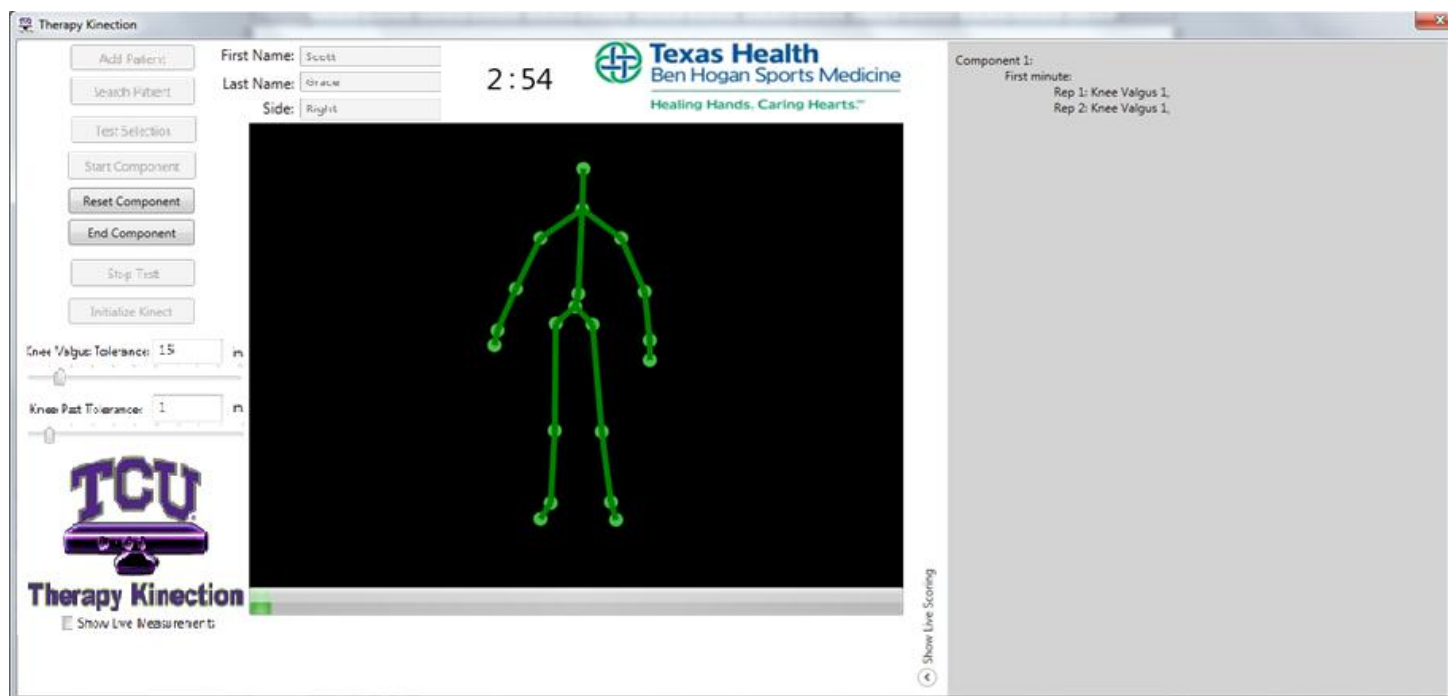 Therapy Kinection
Add Patient
Search Patient
Test Selection
Start Component
Reset Component
End Component
Stop Test
Initialize Kinect
Knee Valgus Tolerance:
in
Knee Past Tolerance: 1 in
TCU
Therapy Kinection
Show Live Measurements
First Name: Scott
Last Name: Grace
Side: Right
2:54
Texas Health
Ben Hogan Sports Medicine
Healing Hands. Caring Hearts.℠
Show Live Scoring
Component 1:
First minute:
Rep 1: Knee Valgus 1,
Rep 2: Knee Valgus 1,